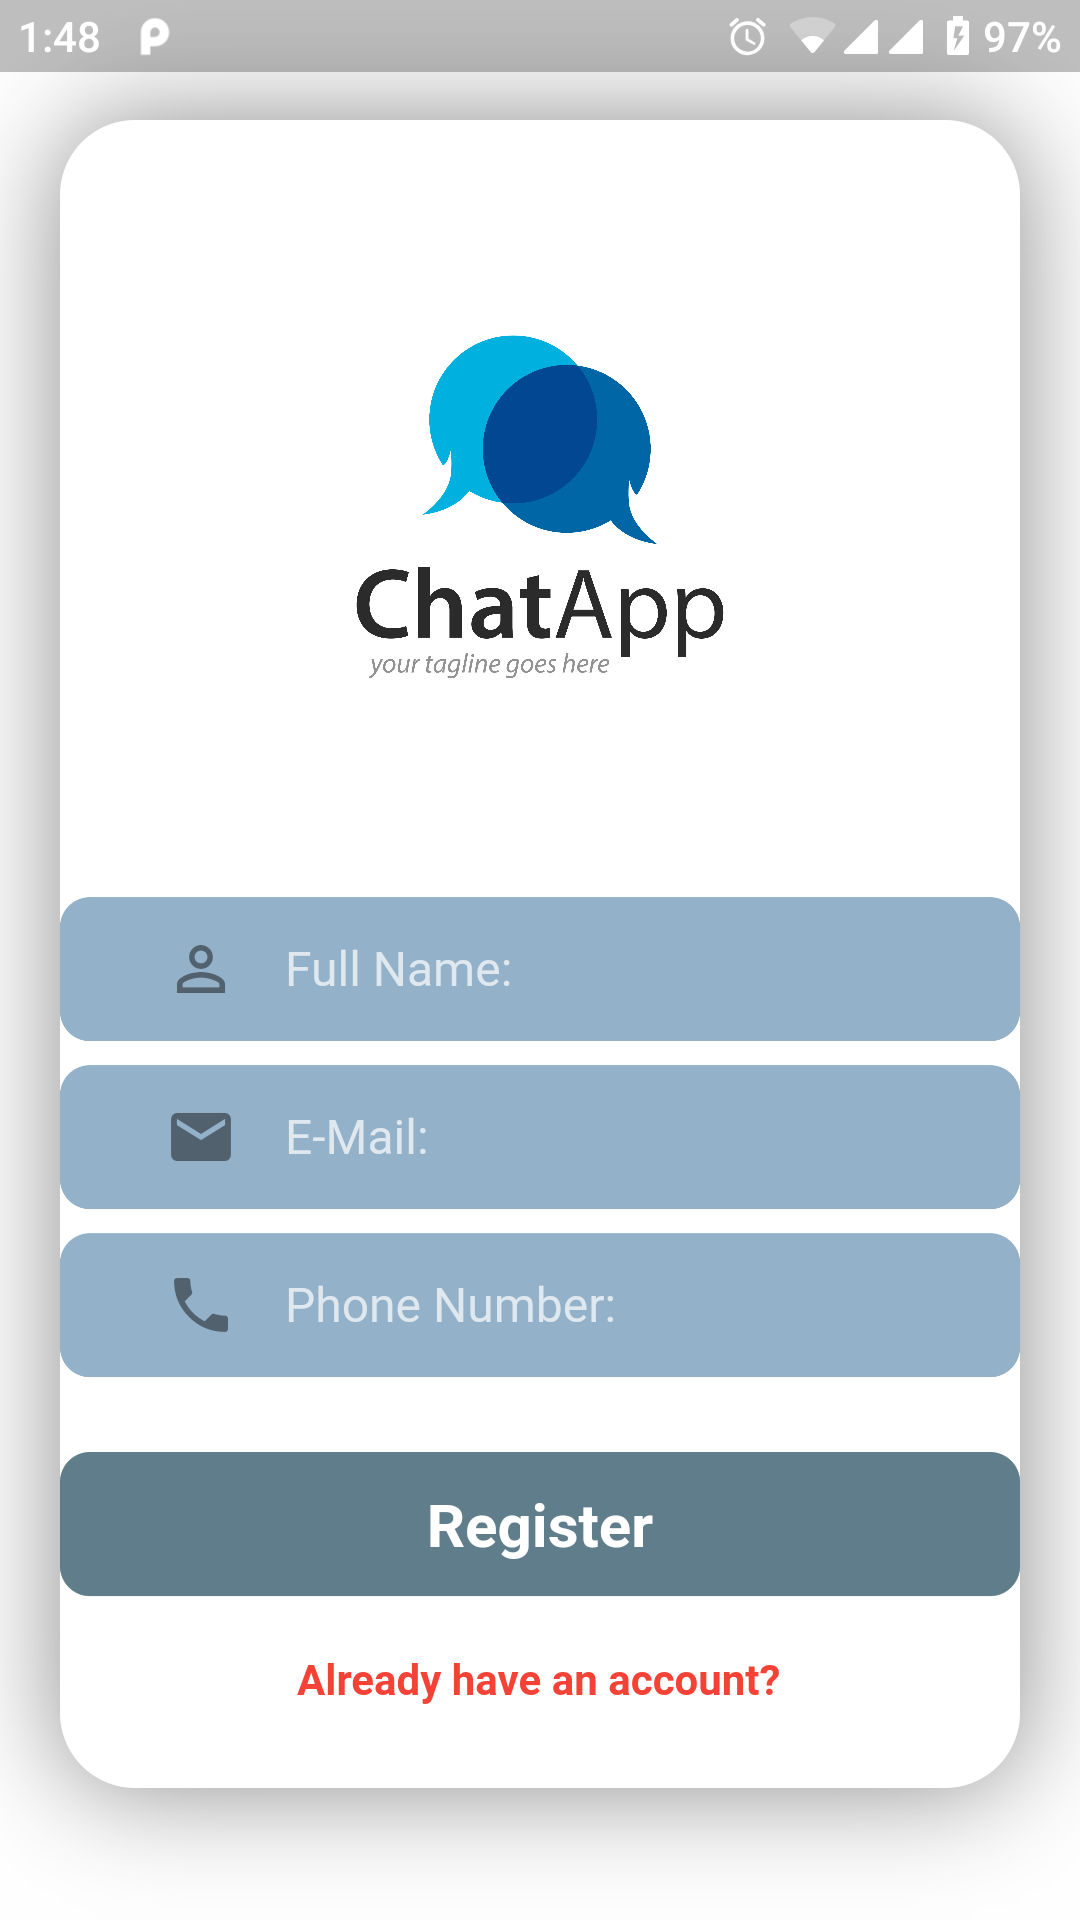 1:48
97%
ChatApp
your tagline goes here
Full Name:
E-Mail:
Phone Number:
Register
Already have an account?